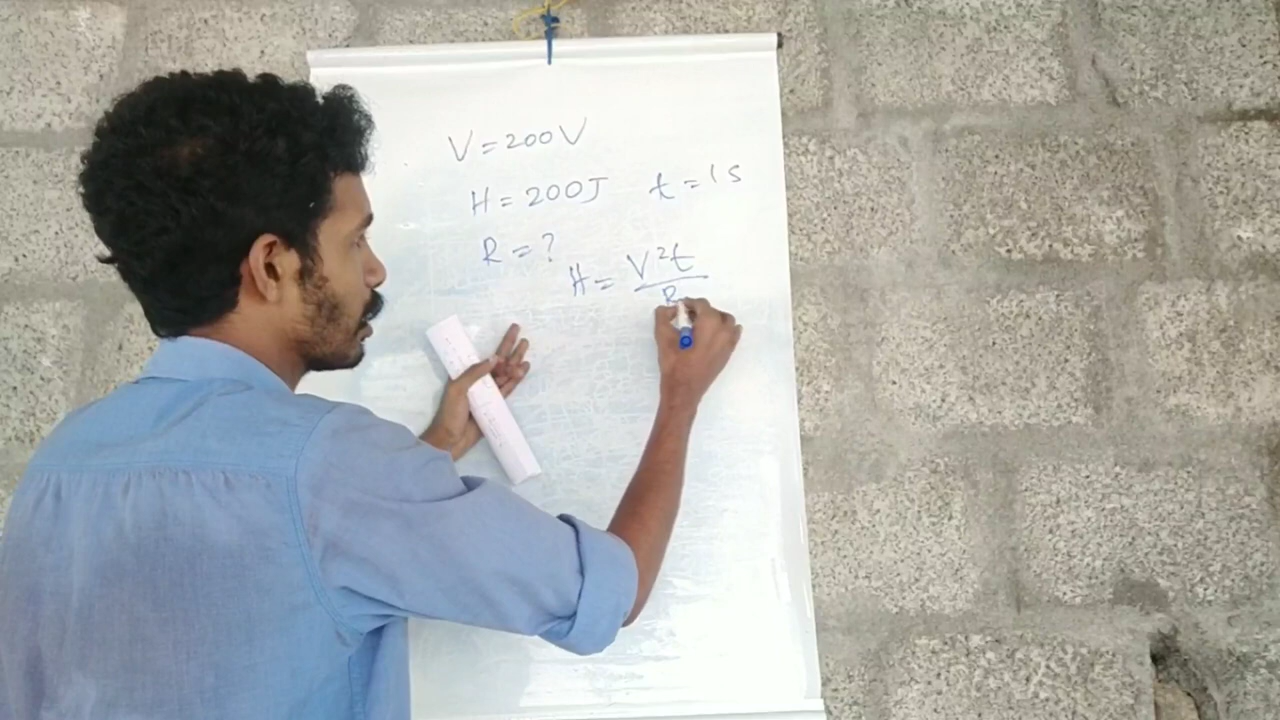 V = 200V
H = 200J t = 1s
R = ?
H = V²t/R